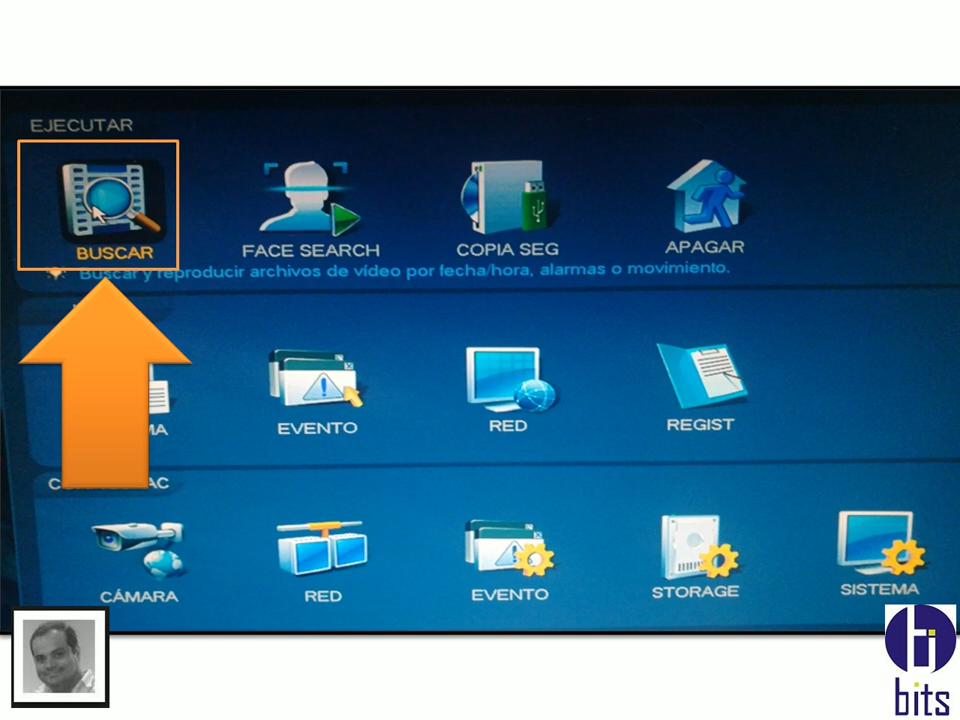 EJECUTAR
BUSCAR
FACE SEARCH
COPIA SEG
APAGAR
Buscar y reproducir archivos de vídeo por fecha/hora, alarmas o movimiento.
EVENTO
RED
REGIST
CÁMARA
RED
EVENTO
STORAGE
SISTEMA
bits